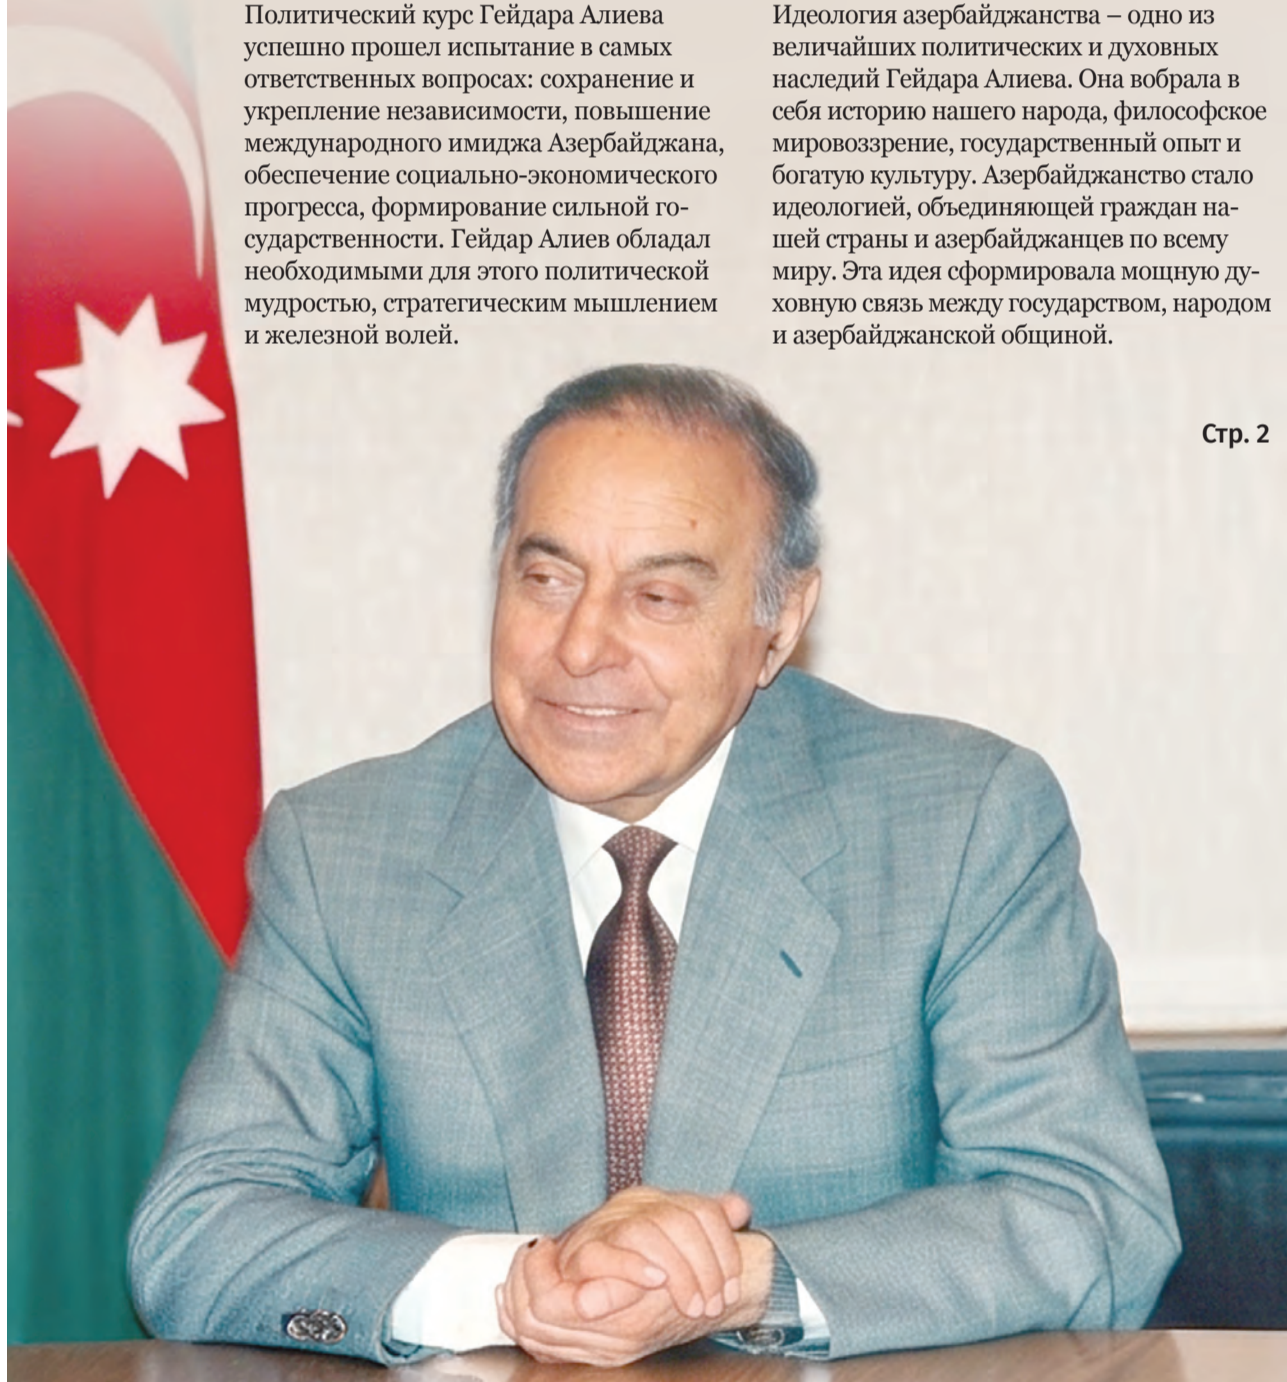 Политический курс Гейдара Алиева
успешно прошел испытание в самых
ответственных вопросах: сохранение и
укрепление независимости, повышение
международного имиджа Азербайджана,
обеспечение социально-экономического
прогресса, формирование сильной го-
сударственности. Гейдар Алиев обладал
необходимыми для этого политической
мудростью, стратегическим мышлением
и железной волей.
Идеология азербайджанства – одно из
величайших политических и духовных
наследий Гейдара Алиева. Она вобрала в
себя историю нашего народа, философское
мировоззрение, государственный опыт и
богатую культуру. Азербайджанство стало
идеологией, объединяющей граждан на-
шей страны и азербайджанцев по всему
миру. Эта идея сформировала мощную ду-
ховную связь между государством, народом
и азербайджанской общиной.
Стр. 2